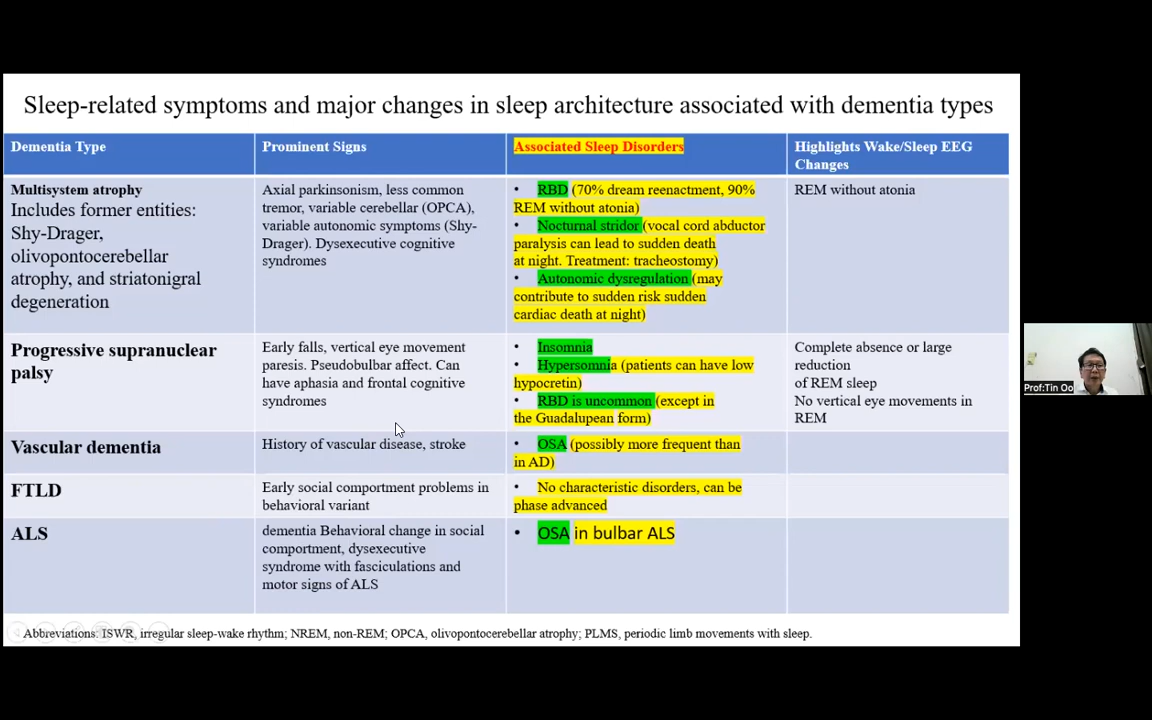 Sleep-related symptoms and major changes in sleep architecture associated with dementia types
Dementia Type
Prominent Signs
Associated Sleep Disorders
Highlights Wake/Sleep EEG
Changes
Multisystem atrophy
Includes former entities:
Shy-Drager,
olivopontocerebellar
atrophy, and striatonigral
degeneration
Axial parkinsonism, less common
tremor, variable cerebellar (OPCA),
variable autonomic symptoms (Shy-
Drager). Dysexecutive cognitive
syndromes
• RBD (70% dream reenactment, 90%
REM without atonia)
• Nocturnal stridor (vocal cord abductor
paralysis can lead to sudden death
at night. Treatment: tracheostomy)
• Autonomic dysregulation (may
contribute to sudden risk sudden
cardiac death at night)
REM without atonia
Progressive supranuclear
palsy
Early falls, vertical eye movement
paresis. Pseudobulbar affect. Can
have aphasia and frontal cognitive
syndromes
• Insomnia
• Hypersomnia (patients can have low
hypocretin)
• RBD is uncommon (except in
the Guadalupean form)
Complete absence or large
reduction
of REM sleep
No vertical eye movements in
REM
Vascular dementia
History of vascular disease, stroke
• OSA (possibly more frequent than
in AD)
FTLD
Early social comportment problems in
behavioral variant
• No characteristic disorders, can be
phase advanced
ALS
dementia Behavioral change in social
comportment, dysexecutive
syndrome with fasciculations and
motor signs of ALS
• OSA in bulbar ALS
Abbreviations: ISWR, irregular sleep-wake rhythm; NREM, non-REM; OPCA, olivopontocerebellar atrophy; PLMS, periodic limb movements with sleep.
Prof:Tin Oo